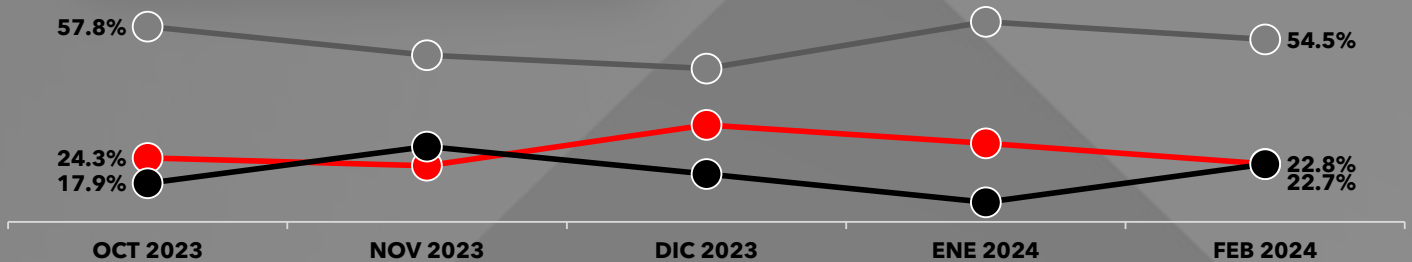 57.8%
54.5%
24.3%
22.8%
17.9%
22.7%
OCT 2023
NOV 2023
DIC 2023
ENE 2024
FEB 2024